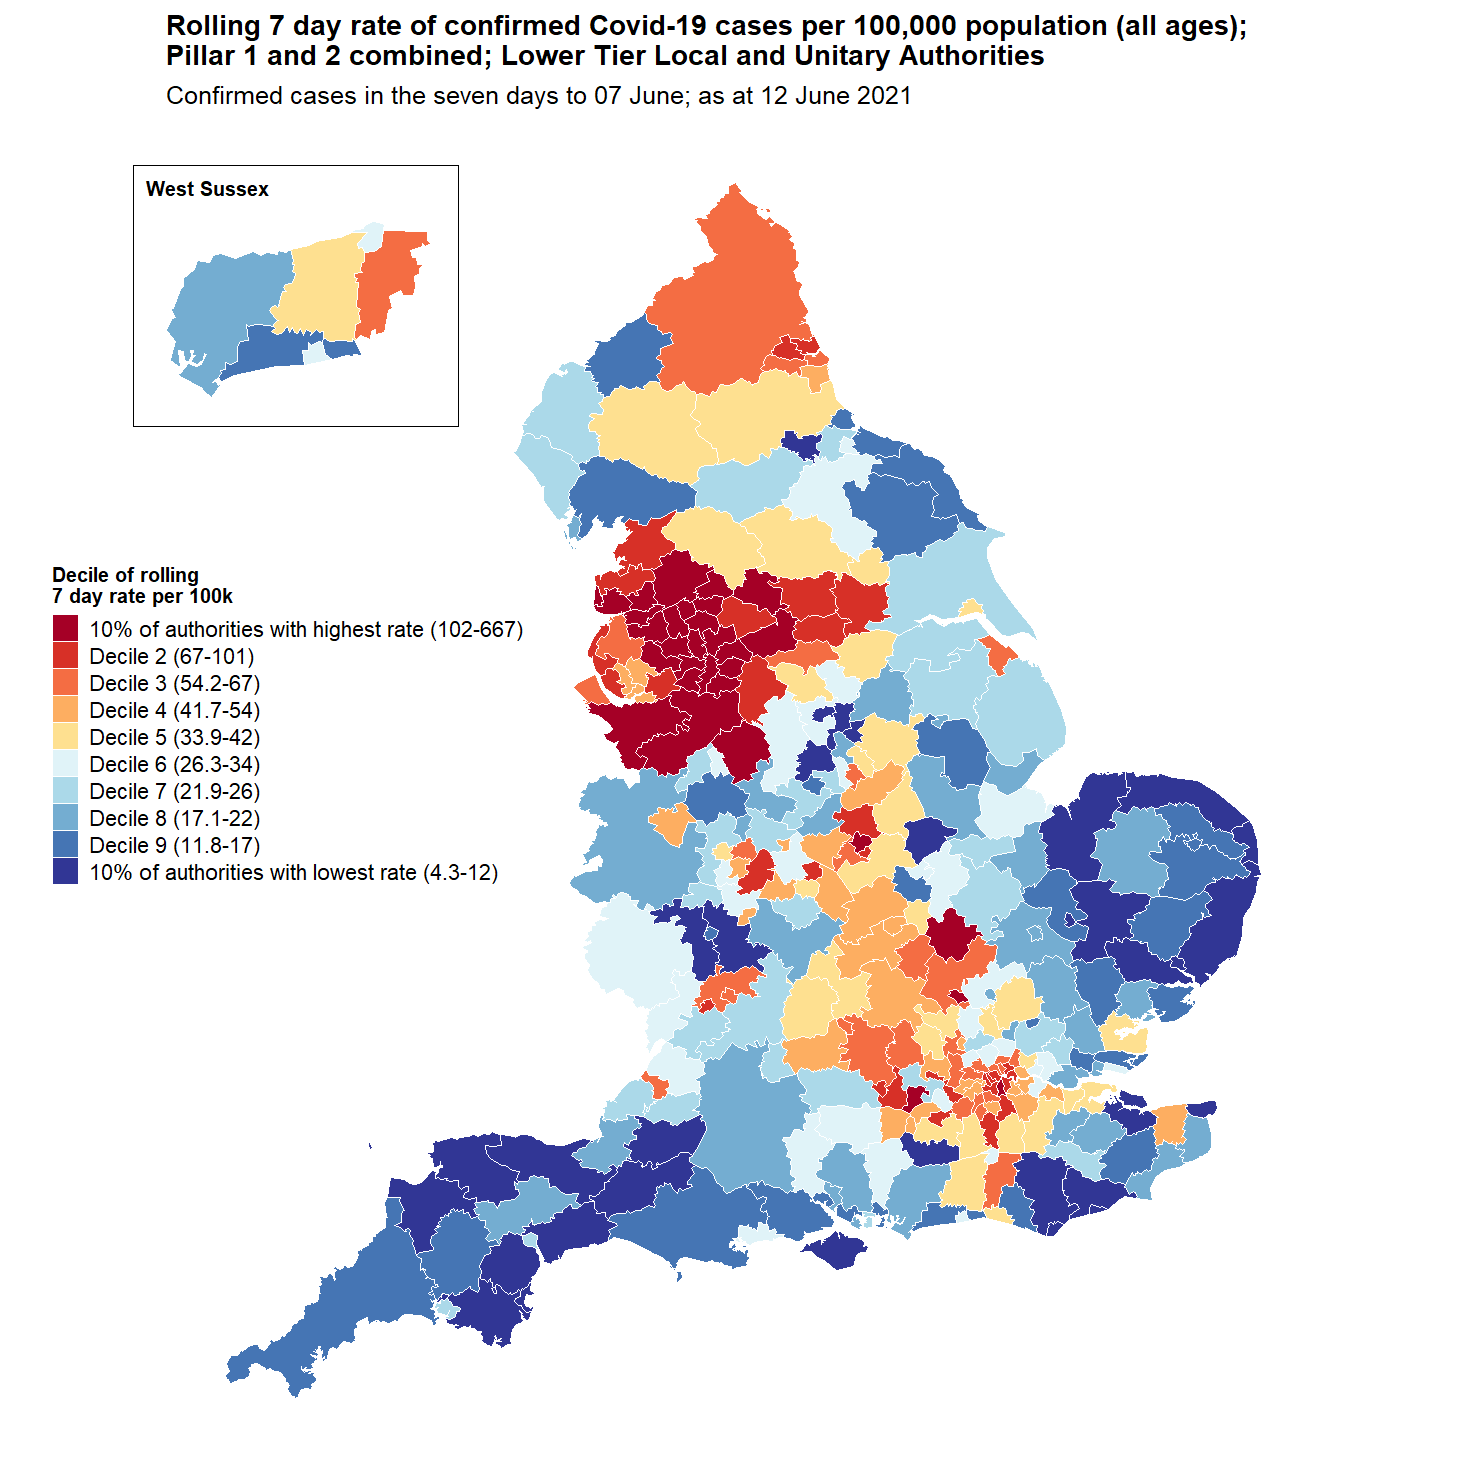 Rolling 7 day rate of confirmed Covid-19 cases per 100,000 population (all ages);
Pillar 1 and 2 combined; Lower Tier Local and Unitary Authorities
Confirmed cases in the seven days to 07 June; as at 12 June 2021
West Sussex
Decile of rolling
7 day rate per 100k
10% of authorities with highest rate (102-667)
Decile 2 (67-101)
Decile 3 (54.2-67)
Decile 4 (41.7-54)
Decile 5 (33.9-42)
Decile 6 (26.3-34)
Decile 7 (21.9-26)
Decile 8 (17.1-22)
Decile 9 (11.8-17)
10% of authorities with lowest rate (4.3-12)